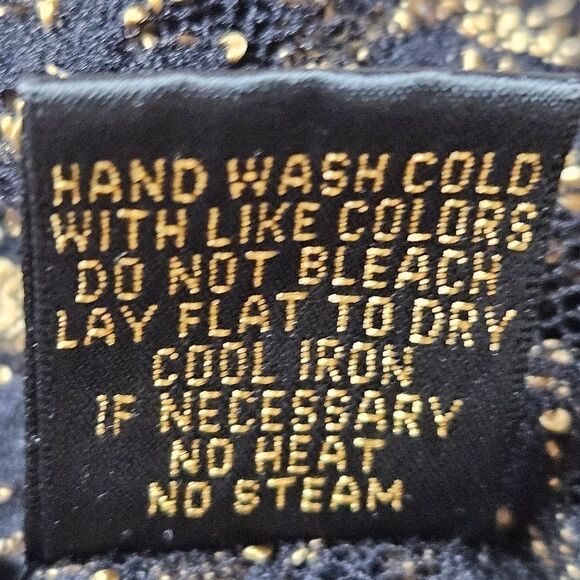 HAND WASH COLD
WITH LIKE COLORS
DO NOT BLEACH
LAY FLAT TO DRY
COOL IRON
IF NECESSARY
NO HEAT
NO STEAM